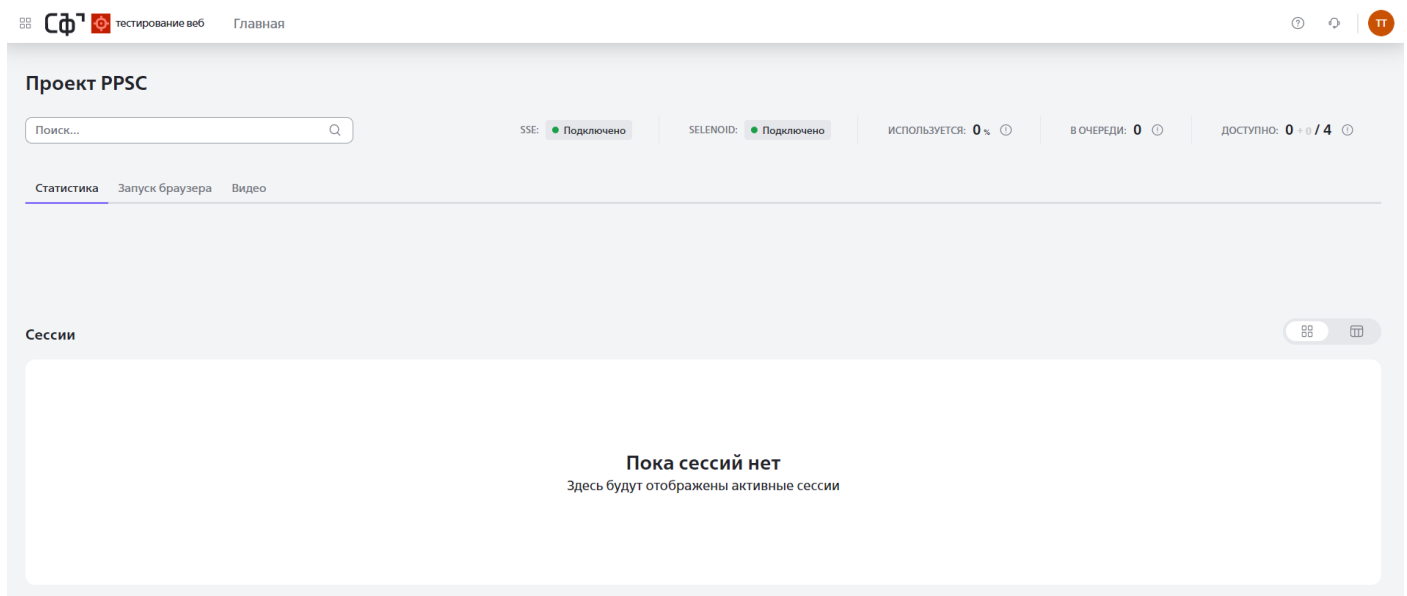 Сф тестирование веб Главная ТТ
Проект PPSC
Поиск... SSE: Подключено SELENOID: Подключено ИСПОЛЬЗУЕТСЯ: 0 % В ОЧЕРЕДИ: 0 ДОСТУПНО: 0 + 0 / 4
Статистика Запуск браузера Видео
Сессии
Пока сессий нет
Здесь будут отображены активные сессии